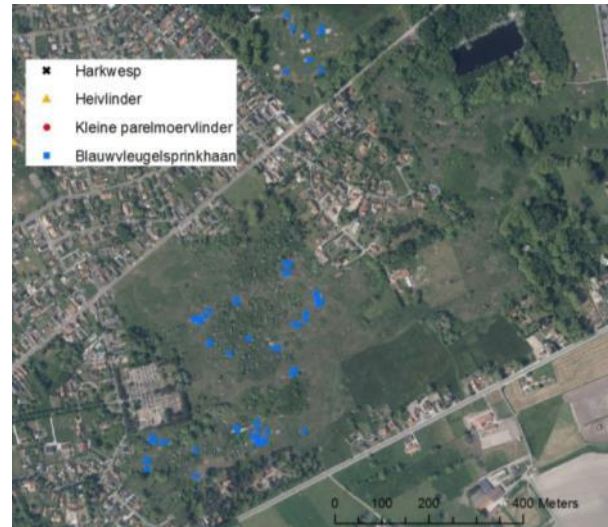 Harkwesp
Heivlinder
Kleine parelmoervlinder
Blauwvleugelsprinkhaan
0 100 200 400 Meters